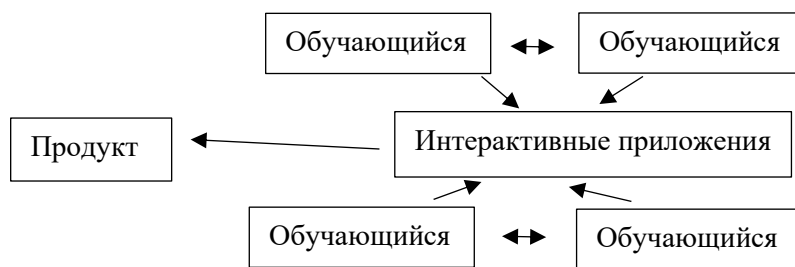 Обучающийся
Обучающийся
Продукт
Интерактивные приложения
Обучающийся
Обучающийся